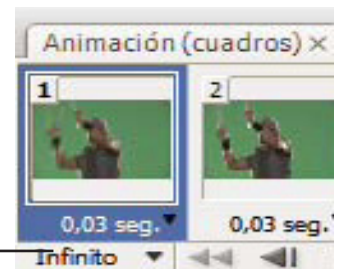 Animación (cuadros) ×
1 2
0,03 seg. 0,03 seg.
Infinito